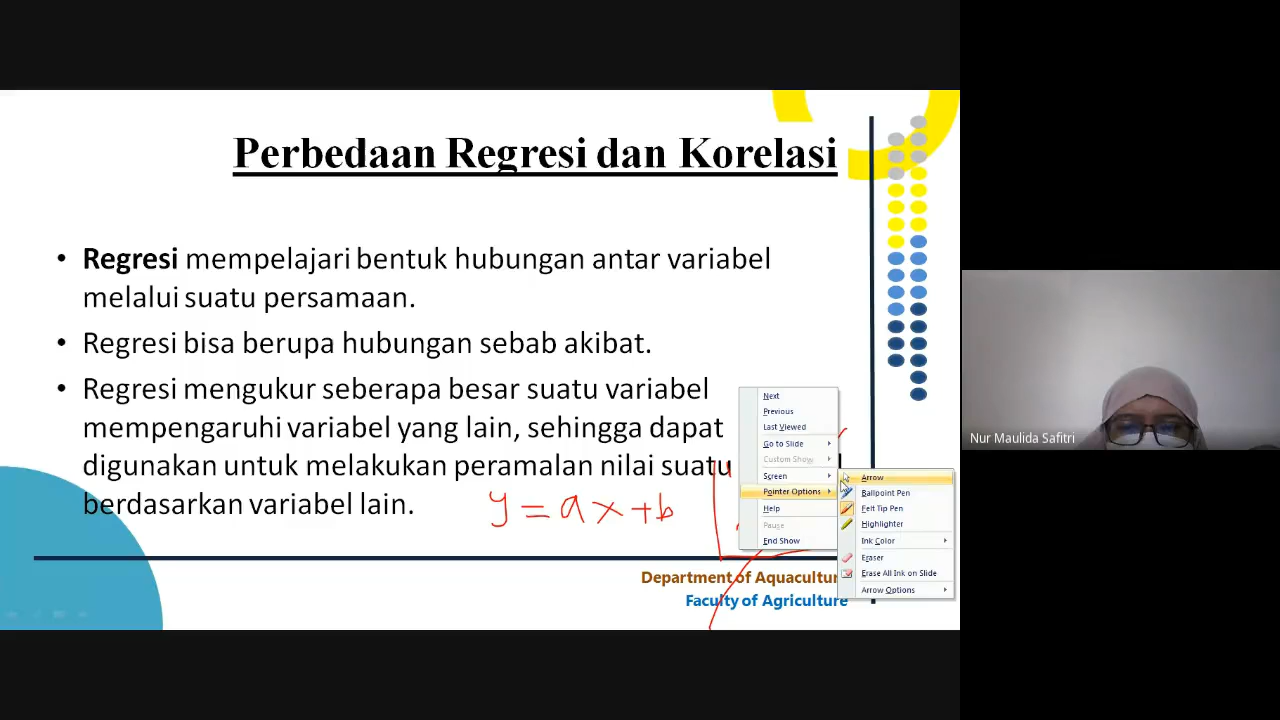 Perbedaan Regresi dan Korelasi
• Regresi mempelajari bentuk hubungan antar variabel
melalui suatu persamaan.
• Regresi bisa berupa hubungan sebab akibat.
• Regresi mengukur seberapa besar suatu variabel
mempengaruhi variabel yang lain, sehingga dapat
digunakan untuk melakukan peramalan nilai suatu
berdasarkan variabel lain.
y = ax + b
Department of Aquacultur
Faculty of Agriculture
Next
Previous
Last Viewed
Go to Slide
Custom Show
Screen
Pointer Options
Help
Pause
End Show
Arrow
Ballpoint Pen
Felt Tip Pen
Highlighter
Ink Color
Eraser
Erase All Ink on Slide
Arrow Options
Nur Maulida Safitri